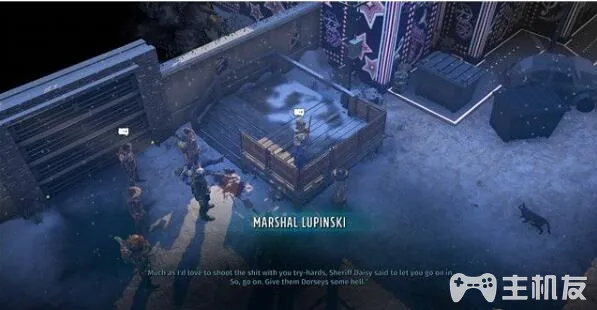 MARSHAL LUPINSKI
"Much as I'd love to shoot the shit with you try-hards, Sheriff Daisy said to let you go on in.
So, go on. Give them Dorseys some hell."
主机友